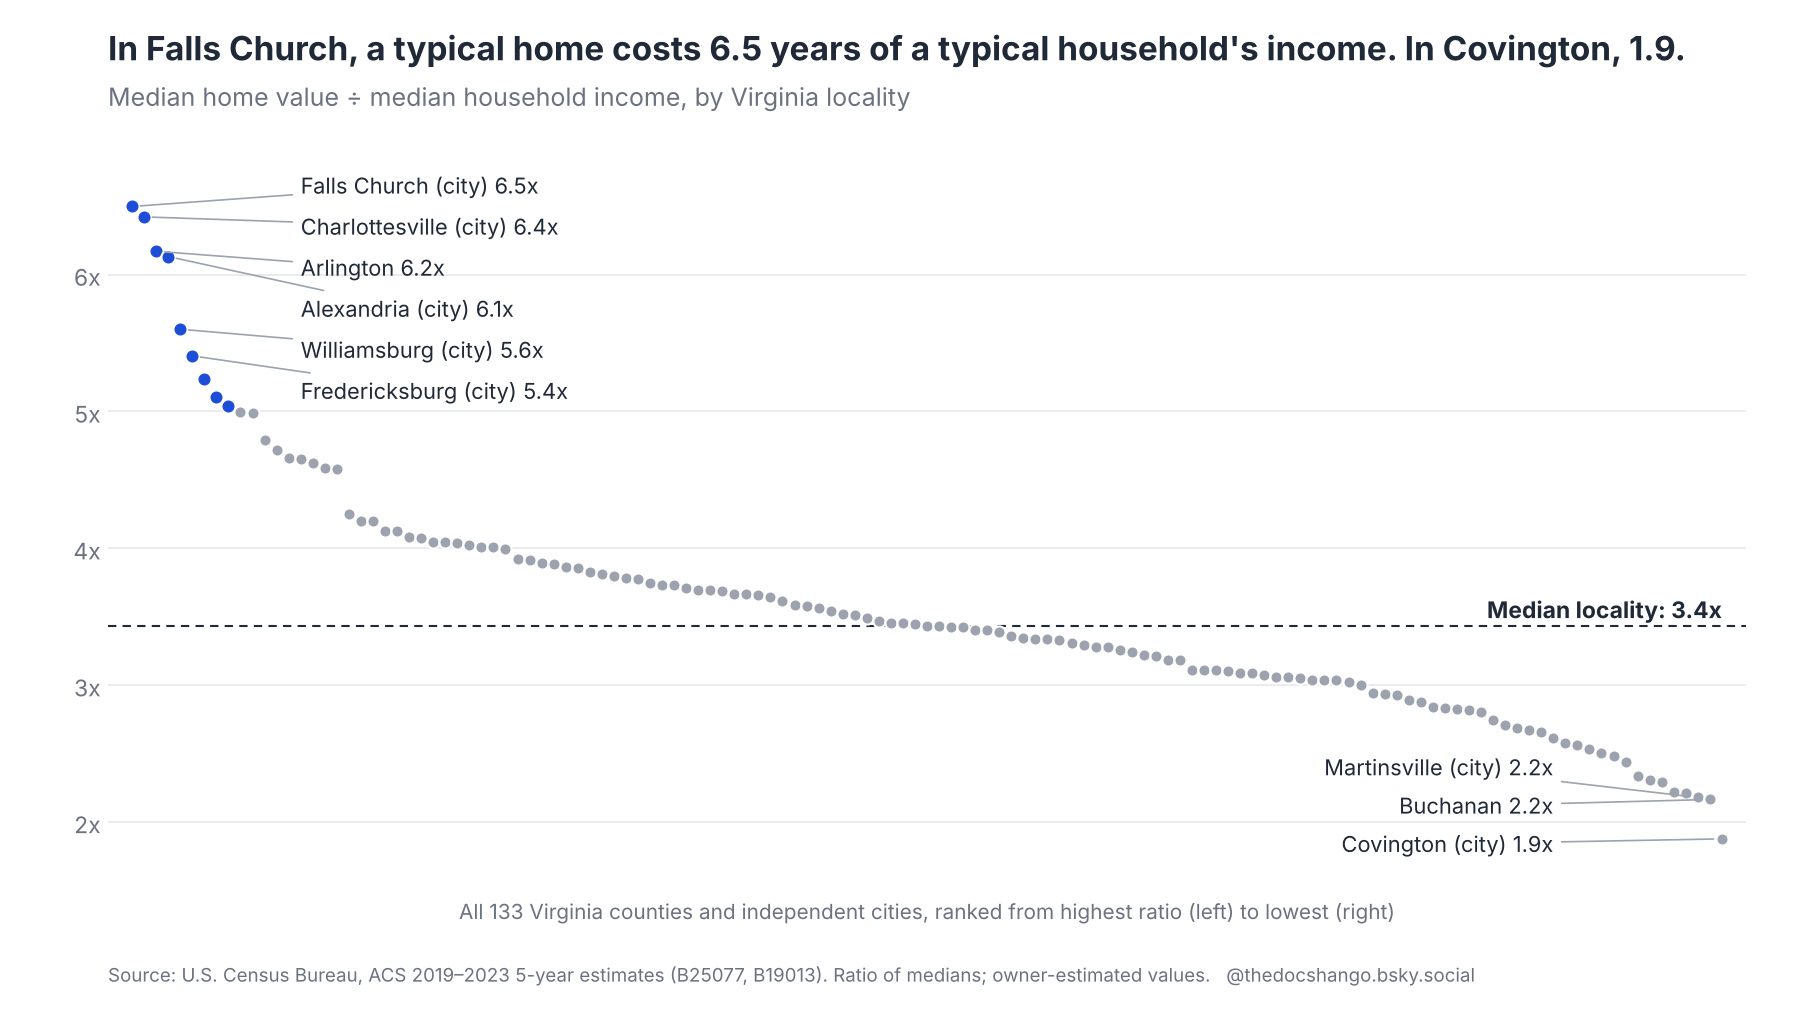 In Falls Church, a typical home costs 6.5 years of a typical household's income. In Covington, 1.9.
Median home value ÷ median household income, by Virginia locality
Falls Church (city) 6.5x
Charlottesville (city) 6.4x
Arlington 6.2x
6x
Alexandria (city) 6.1x
Williamsburg (city) 5.6x
Fredericksburg (city) 5.4x
5x
4x
Median locality: 3.4x
3x
Martinsville (city) 2.2x
Buchanan 2.2x
2x
Covington (city) 1.9x
All 133 Virginia counties and independent cities, ranked from highest ratio (left) to lowest (right)
Source: U.S. Census Bureau, ACS 2019–2023 5-year estimates (B25077, B19013). Ratio of medians; owner-estimated values. @thedocshango.bsky.social